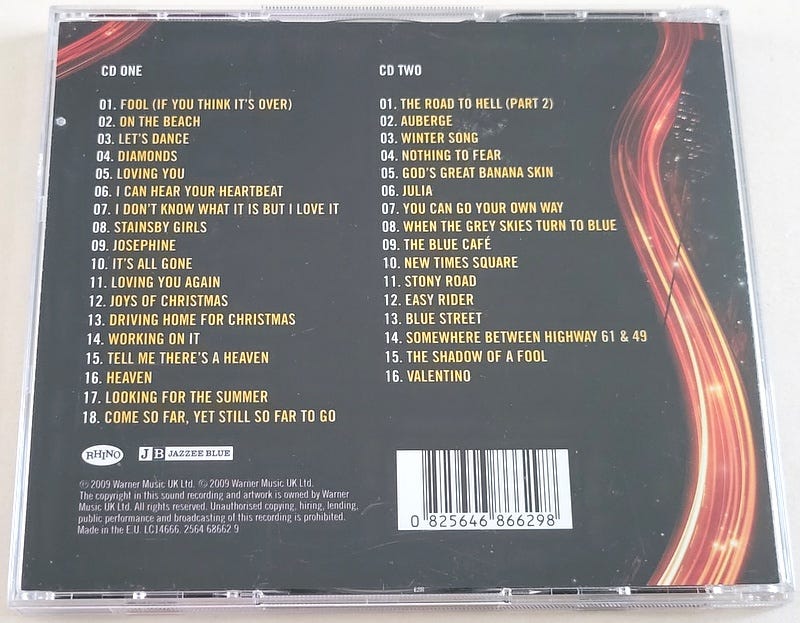 CD ONE
01. FOOL (IF YOU THINK IT'S OVER)
02. ON THE BEACH
03. LET'S DANCE
04. DIAMONDS
05. LOVING YOU
06. I CAN HEAR YOUR HEARTBEAT
07. I DON'T KNOW WHAT IT IS BUT I LOVE IT
08. STAINSBY GIRLS
09. JOSEPHINE
10. IT'S ALL GONE
11. LOVING YOU AGAIN
12. JOYS OF CHRISTMAS
13. DRIVING HOME FOR CHRISTMAS
14. WORKING ON IT
15. TELL ME THERE'S A HEAVEN
16. HEAVEN
17. LOOKING FOR THE SUMMER
18. COME SO FAR, YET STILL SO FAR TO GO
CD TWO
01. THE ROAD TO HELL (PART 2)
02. AUBERGE
03. WINTER SONG
04. NOTHING TO FEAR
05. GOD'S GREAT BANANA SKIN
06. JULIA
07. YOU CAN GO YOUR OWN WAY
08. WHEN THE GREY SKIES TURN TO BLUE
09. THE BLUE CAFÉ
10. NEW TIMES SQUARE
11. STONY ROAD
12. EASY RIDER
13. BLUE STREET
14. SOMEWHERE BETWEEN HIGHWAY 61 & 49
15. THE SHADOW OF A FOOL
16. VALENTINO
RHINO
JB JAZZEE BLUE
℗ 2009 Warner Music UK Ltd. © 2009 Warner Music UK Ltd.
The copyright in this sound recording and artwork is owned by Warner
Music UK Ltd. All rights reserved. Unauthorised copying, hiring, lending,
public performance and broadcasting of this recording is prohibited.
Made in the E.U. LC14666. 2564 68662 9
0 825646 866298